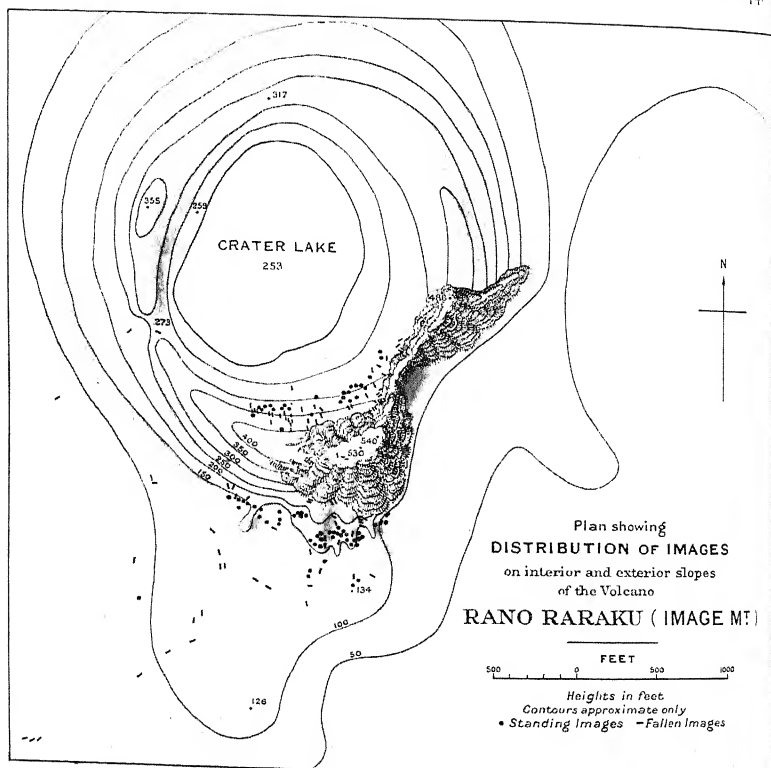 317
355
259
CRATER LAKE
253
488
273
400
350
300
250
200
150
540
530
134
100
50
126
N
Plan showing
DISTRIBUTION OF IMAGES
on interior and exterior slopes
of the Volcano
RANO RARAKU (IMAGE MT)
FEET
500 0 500 1000
Heights in feet
Contours approximate only
• Standing Images – Fallen Images